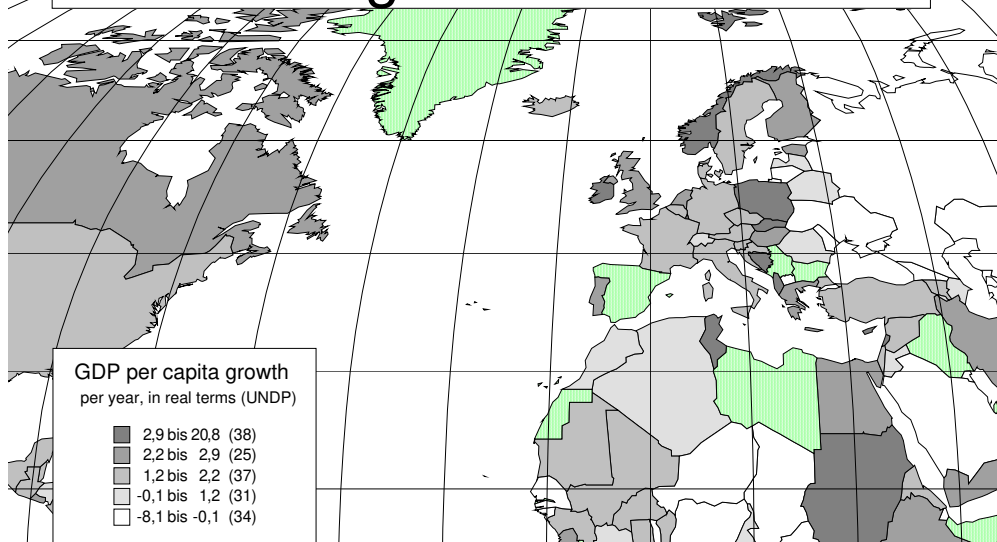 GDP per capita growth
per year, in real terms (UNDP)
2,9 bis 20,8 (38)
2,2 bis 2,9 (25)
1,2 bis 2,2 (37)
-0,1 bis 1,2 (31)
-8,1 bis -0,1 (34)